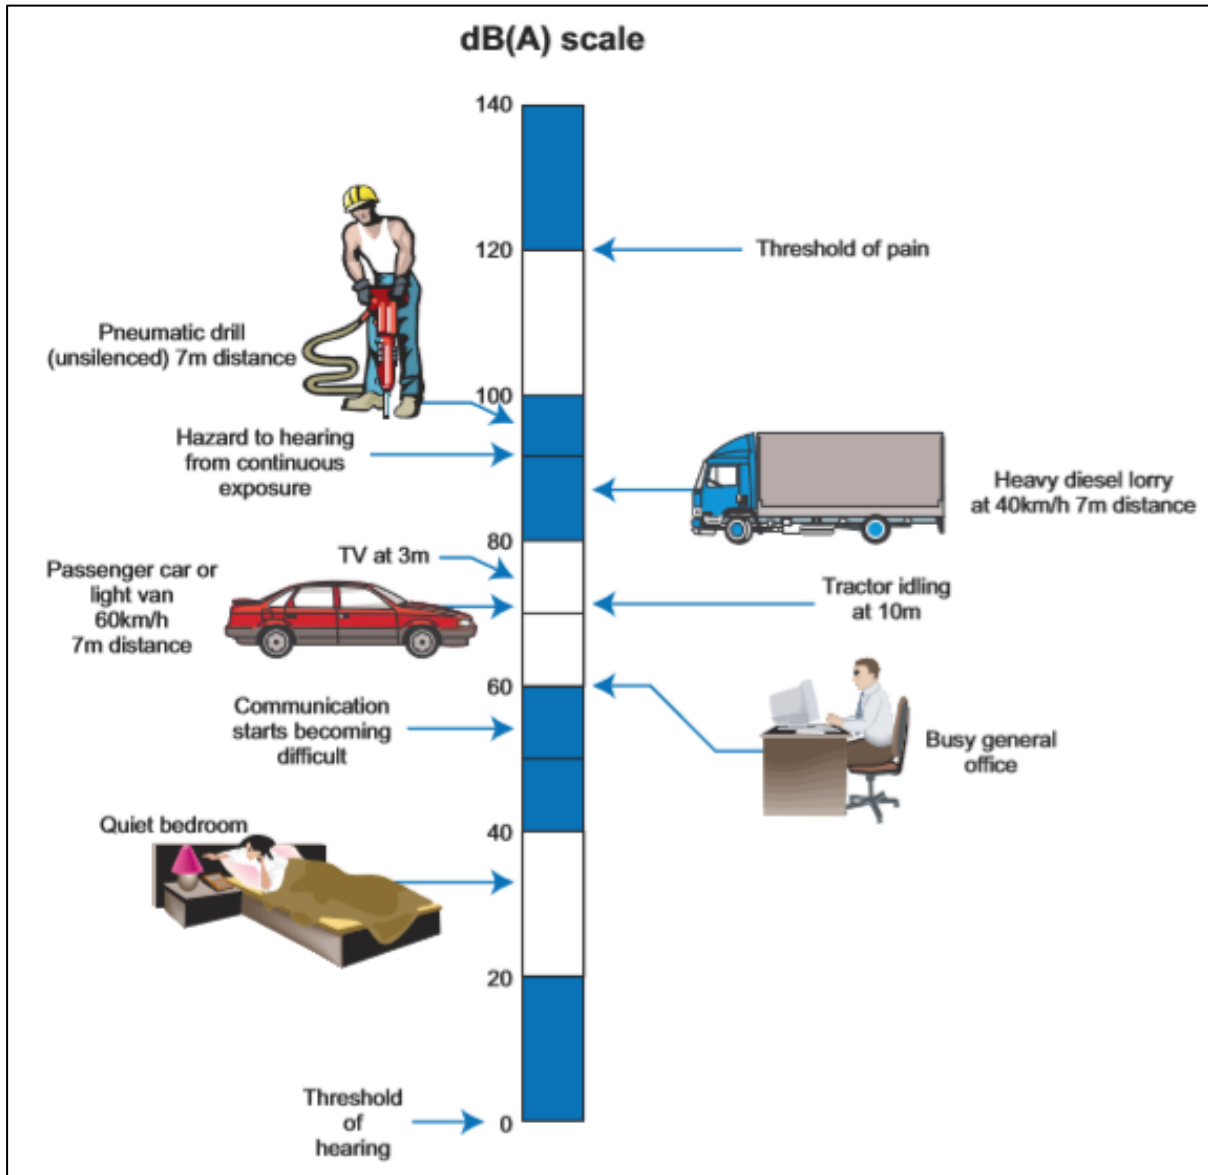 dB(A) scale
140
120
Threshold of pain
Pneumatic drill
(unsilenced) 7m distance
100
Hazard to hearing
from continuous
exposure
Heavy diesel lorry
at 40km/h 7m distance
80
TV at 3m
Passenger car or
light van
60km/h
7m distance
Tractor idling
at 10m
60
Communication
starts becoming
difficult
Busy general
office
Quiet bedroom
40
20
Threshold
of
hearing
0